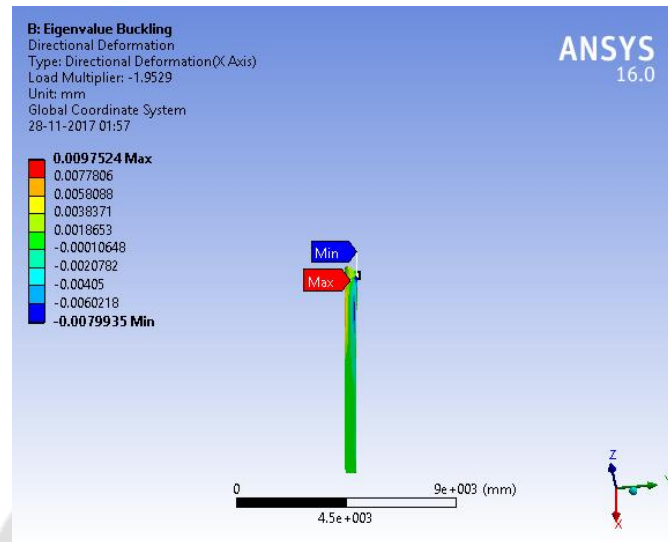 B: Eigenvalue Buckling
Directional Deformation
Type: Directional Deformation(X Axis)
Load Multiplier: -1.9529
Unit: mm
Global Coordinate System
28-11-2017 01:57
ANSYS
16.0
0.0097524 Max
0.0077806
0.0058088
0.0038371
0.0018653
-0.00010648
-0.0020782
-0.00405
-0.0060218
-0.0079935 Min
Min
Max
0
9e+003 (mm)
4.5e+003
Z
Y
X